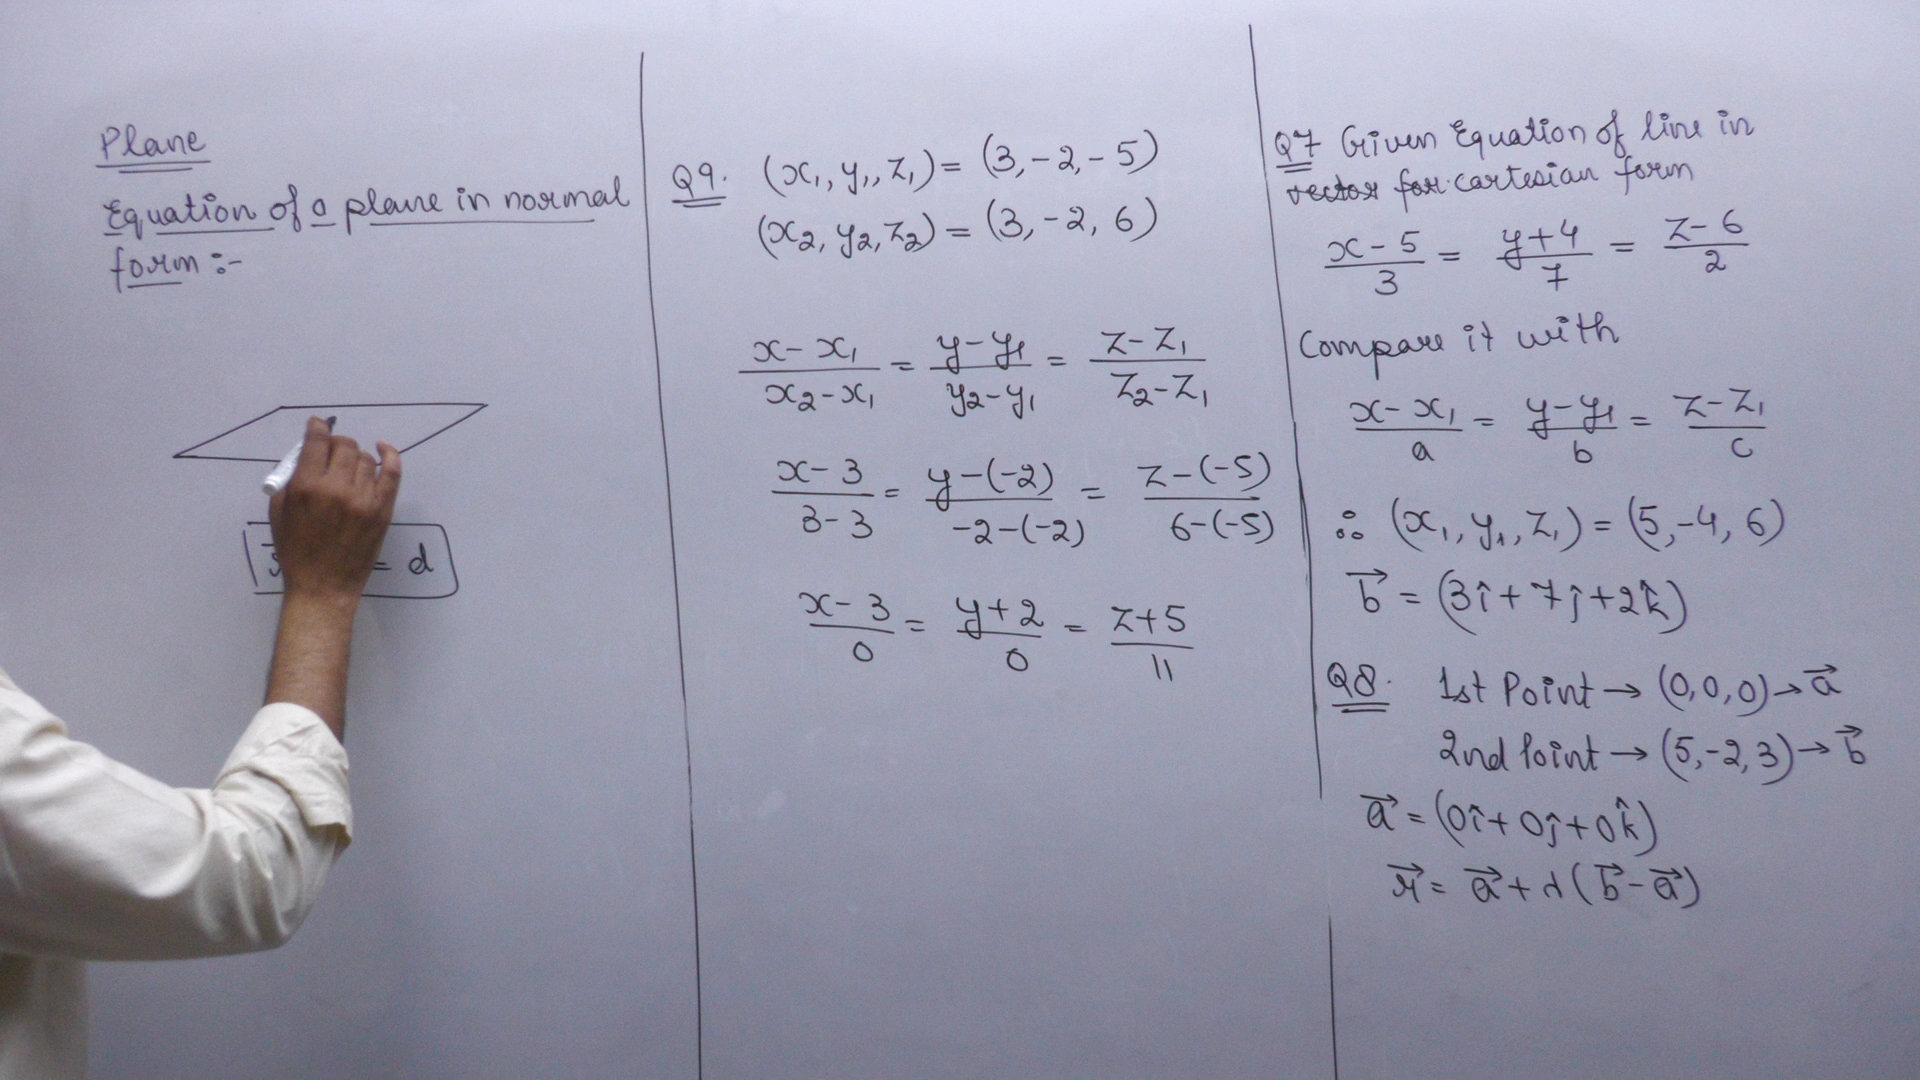 Plane
Equation of a plane in normal
form :-
= d
Q9. (x₁, y₁, z₁) = (3, -2, -5)
(x₂, y₂, z₂) = (3, -2, 6)
(x - x₁)/(x₂ - x₁) = (y - y₁)/(y₂ - y₁) = (z - z₁)/(z₂ - z₁)
(x - 3)/(3 - 3) = (y - (-2))/(-2 - (-2)) = (z - (-5))/(6 - (-5))
(x - 3)/0 = (y + 2)/0 = (z + 5)/11
Q7 Given Equation of line in
vector for cartesian form
(x - 5)/3 = (y + 4)/7 = (z - 6)/2
Compare it with
(x - x₁)/a = (y - y₁)/b = (z - z₁)/c
∴ (x₁, y₁, z₁) = (5, -4, 6)
b⃗ = (3î + 7ĵ + 2k̂)
Q8. 1st Point → (0, 0, 0) → a⃗
2nd Point → (5, -2, 3) → b⃗
a⃗ = (0î + 0ĵ + 0k̂)
r⃗ = a⃗ + λ(b⃗ - a⃗)